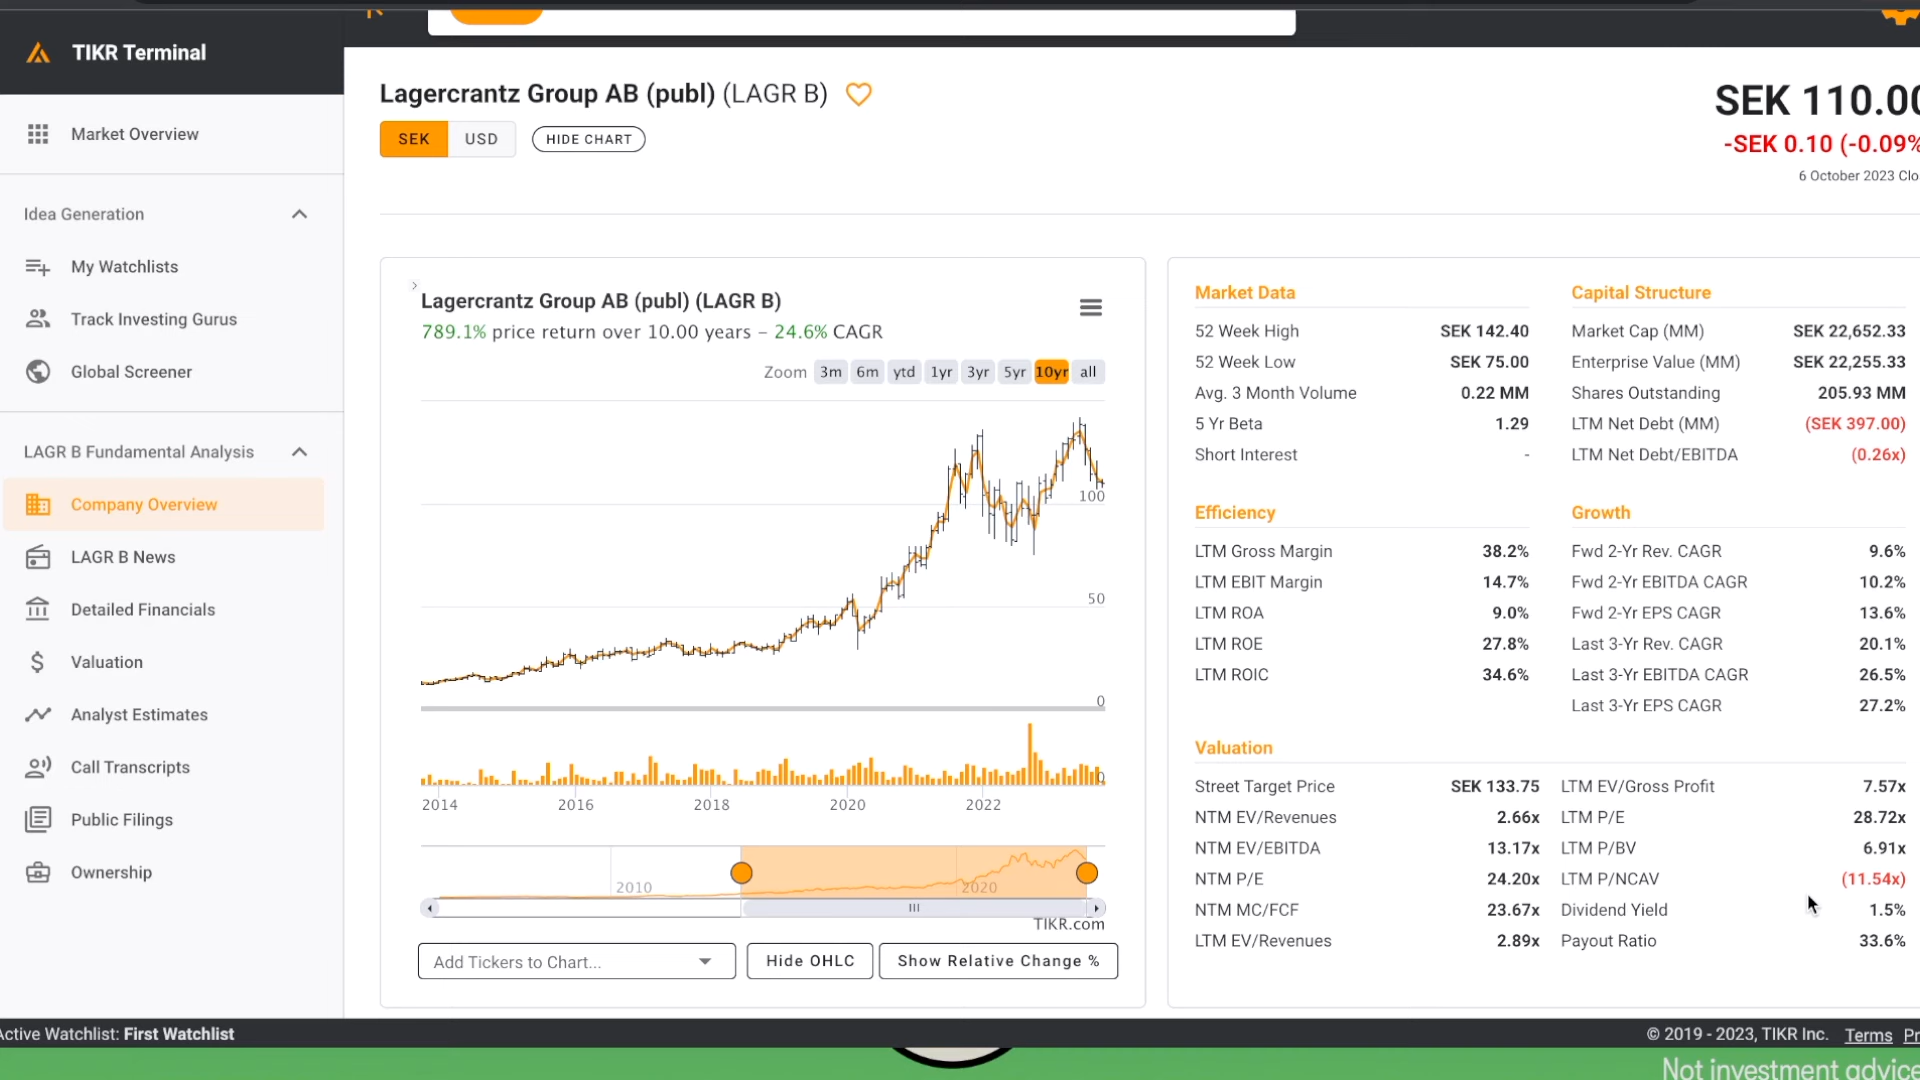 TIKR Terminal
Market Overview
Idea Generation
My Watchlists
Track Investing Gurus
Global Screener
LAGR B Fundamental Analysis
Company Overview
LAGR B News
Detailed Financials
Valuation
Analyst Estimates
Call Transcripts
Public Filings
Ownership
Lagercrantz Group AB (publ) (LAGR B)
SEK USD HIDE CHART
SEK 110.00
-SEK 0.10 (-0.09%
6 October 2023 Clo
Lagercrantz Group AB (publ) (LAGR B)
789.1% price return over 10.00 years – 24.6% CAGR
Zoom 3m 6m ytd 1yr 3yr 5yr 10yr all
100
50
0
0
2014 2016 2018 2020 2022
2010 2020
TIKR.com
Add Tickers to Chart... Hide OHLC Show Relative Change %
Market Data
52 Week High SEK 142.40
52 Week Low SEK 75.00
Avg. 3 Month Volume 0.22 MM
5 Yr Beta 1.29
Short Interest -
Capital Structure
Market Cap (MM) SEK 22,652.33
Enterprise Value (MM) SEK 22,255.33
Shares Outstanding 205.93 MM
LTM Net Debt (MM) (SEK 397.00)
LTM Net Debt/EBITDA (0.26x)
Efficiency
LTM Gross Margin 38.2%
LTM EBIT Margin 14.7%
LTM ROA 9.0%
LTM ROE 27.8%
LTM ROIC 34.6%
Growth
Fwd 2-Yr Rev. CAGR 9.6%
Fwd 2-Yr EBITDA CAGR 10.2%
Fwd 2-Yr EPS CAGR 13.6%
Last 3-Yr Rev. CAGR 20.1%
Last 3-Yr EBITDA CAGR 26.5%
Last 3-Yr EPS CAGR 27.2%
Valuation
Street Target Price SEK 133.75 LTM EV/Gross Profit 7.57x
NTM EV/Revenues 2.66x LTM P/E 28.72x
NTM EV/EBITDA 13.17x LTM P/BV 6.91x
NTM P/E 24.20x LTM P/NCAV (11.54x)
NTM MC/FCF 23.67x Dividend Yield 1.5%
LTM EV/Revenues 2.89x Payout Ratio 33.6%
Active Watchlist: First Watchlist
© 2019 - 2023, TIKR Inc. Terms Pr
Not investment advice